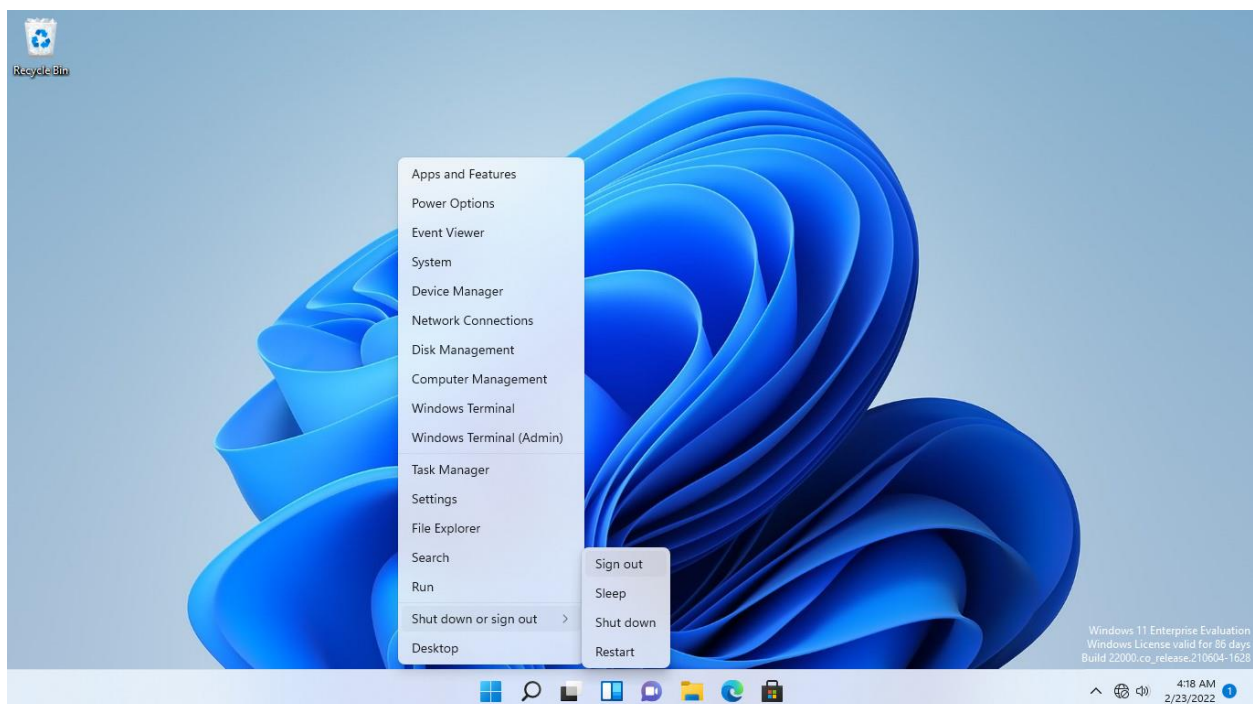 Recycle Bin
Apps and Features
Power Options
Event Viewer
System
Device Manager
Network Connections
Disk Management
Computer Management
Windows Terminal
Windows Terminal (Admin)
Task Manager
Settings
File Explorer
Search
Run
Shut down or sign out
Desktop
Sign out
Sleep
Shut down
Restart
Windows 11 Enterprise Evaluation
Windows License valid for 86 days
Build 22000.co_release.210604-1628
4:18 AM
2/23/2022
1